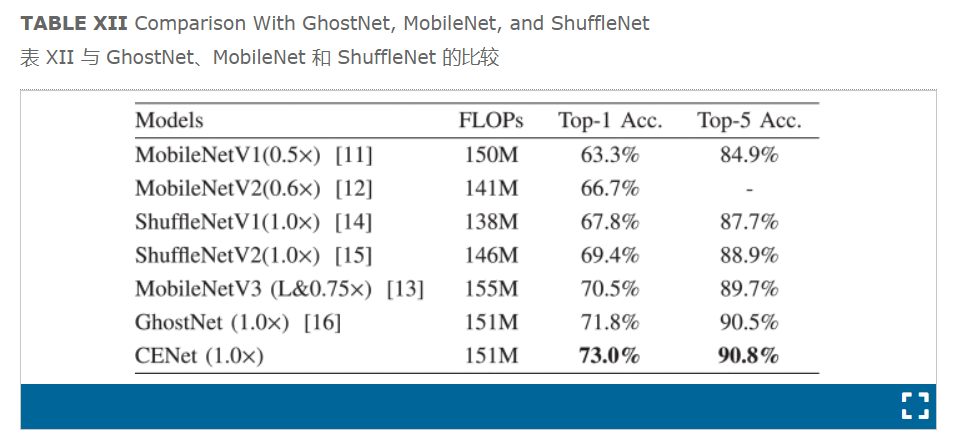 TABLE XII Comparison With GhostNet, MobileNet, and ShuffleNet
表 XII 与 GhostNet、MobileNet 和 ShuffleNet 的比较
Models FLOPs Top-1 Acc. Top-5 Acc.
MobileNetV1(0.5×) [11] 150M 63.3% 84.9%
MobileNetV2(0.6×) [12] 141M 66.7% -
ShuffleNetV1(1.0×) [14] 138M 67.8% 87.7%
ShuffleNetV2(1.0×) [15] 146M 69.4% 88.9%
MobileNetV3 (L&0.75×) [13] 155M 70.5% 89.7%
GhostNet (1.0×) [16] 151M 71.8% 90.5%
CENet (1.0×) 151M 73.0% 90.8%